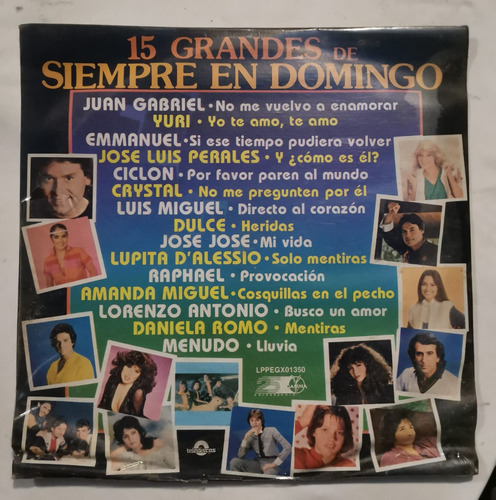 15 GRANDES DE
SIEMPRE EN DOMINGO
JUAN GABRIEL • No me vuelvo a enamorar
YURI • Yo te amo, te amo
EMMANUEL • Si ese tiempo pudiera volver
JOSE LUIS PERALES • Y ¿cómo es él?
CICLON • Por favor paren al mundo
CRYSTAL • No me pregunten por él
LUIS MIGUEL • Directo al corazón
DULCE • Heridas
JOSE JOSE • Mi vida
LUPITA D'ALESSIO • Solo mentiras
RAPHAEL • Provocación
AMANDA MIGUEL • Cosquillas en el pecho
LORENZO ANTONIO • Busco un amor
DANIELA ROMO • Mentiras
MENUDO • Lluvia
LPPEGX01350